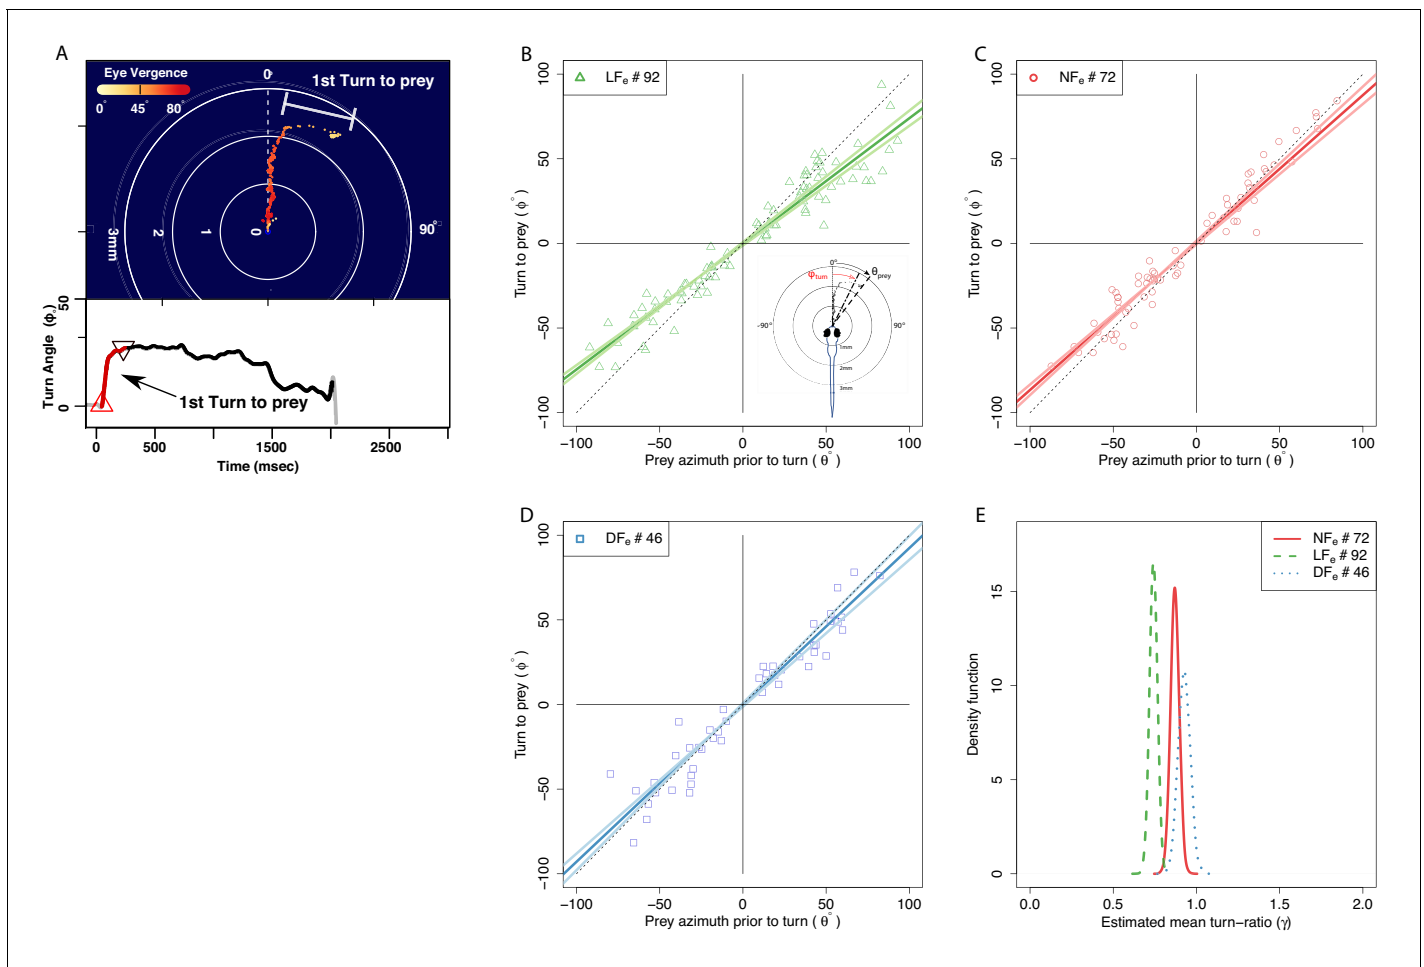 A
Eye Vergence
0° 45° 80°
0°
1st Turn to prey
90°
3mm 2 1 0
Turn Angle (ϕ°)
50
0
1st Turn to prey
0 500 1500 2500
Time (msec)
B
LFe # 92
Turn to prey ( ϕ°)
100
50
0
−50
−100
−100 −50 0 50 100
Prey azimuth prior to turn ( θ°)
0°
φturn
θprey
-90° 90°
1mm
2mm
3mm
C
NFe # 72
Turn to prey ( ϕ°)
100
50
0
−50
−100
−100 −50 0 50 100
Prey azimuth prior to turn ( θ°)
D
DFe # 46
Turn to prey ( ϕ°)
100
50
0
−50
−100
−100 −50 0 50 100
Prey azimuth prior to turn ( θ°)
E
NFe # 72
LFe # 92
DFe # 46
Density function
15
10
5
0
0.0 0.5 1.0 1.5 2.0
Estimated mean turn−ratio (γ)